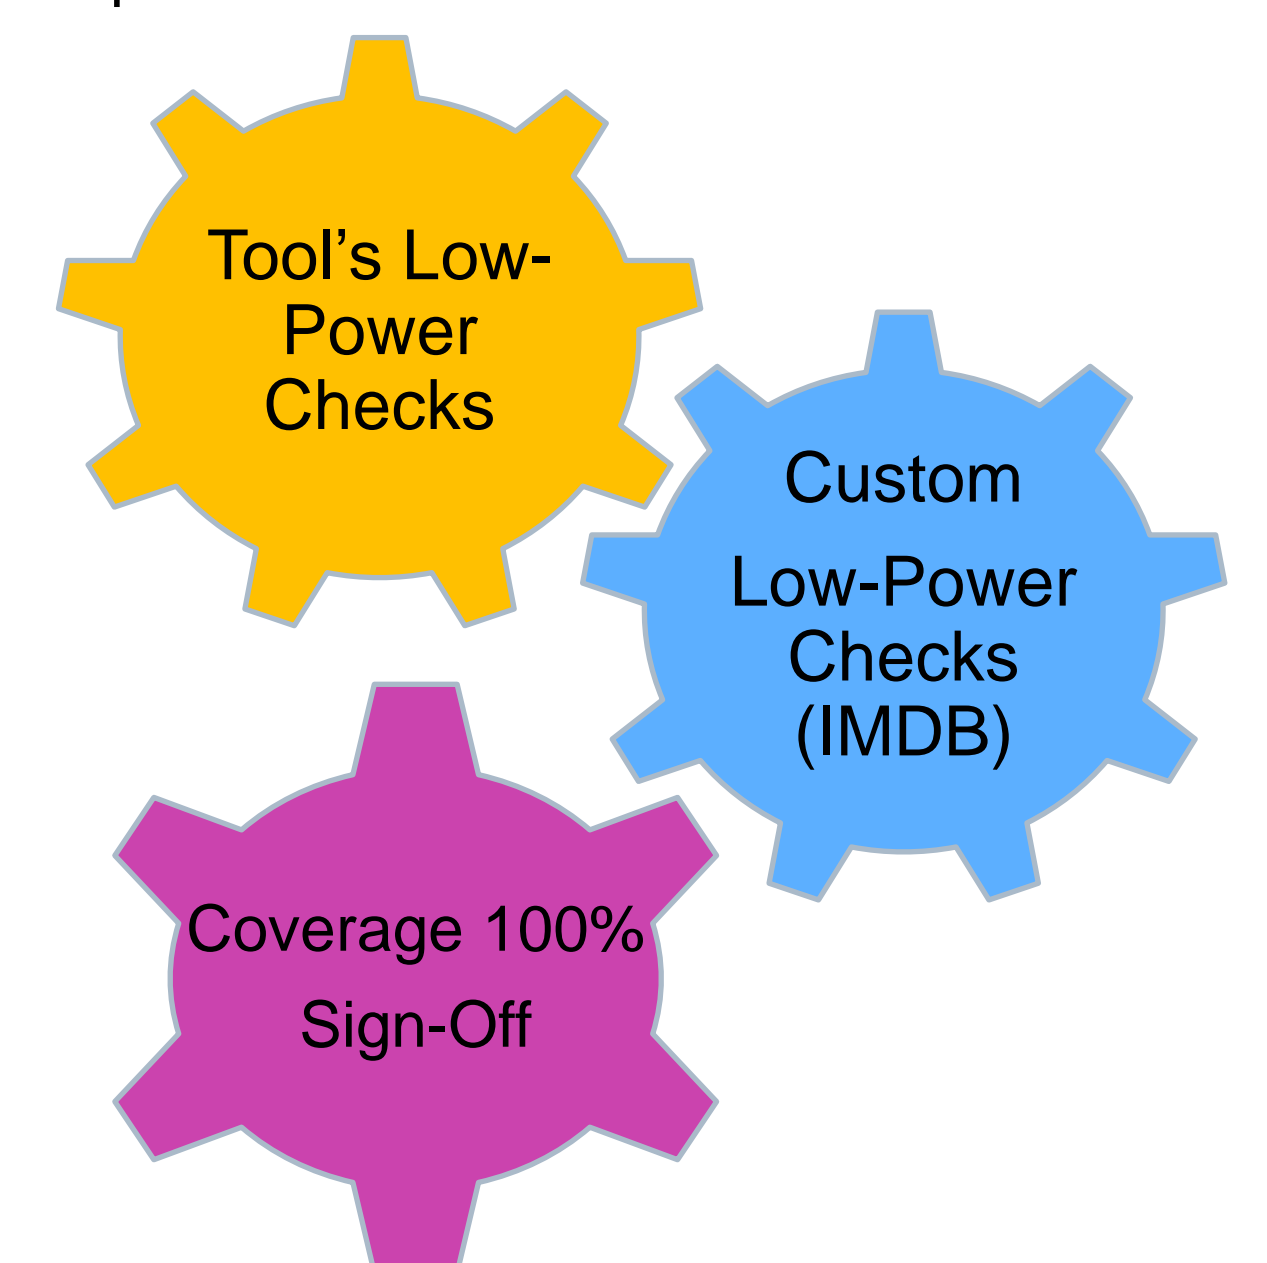 Tool’s Low-
Power
Checks
Custom
Low-Power
Checks
(IMDB)
Coverage 100%
Sign-Off